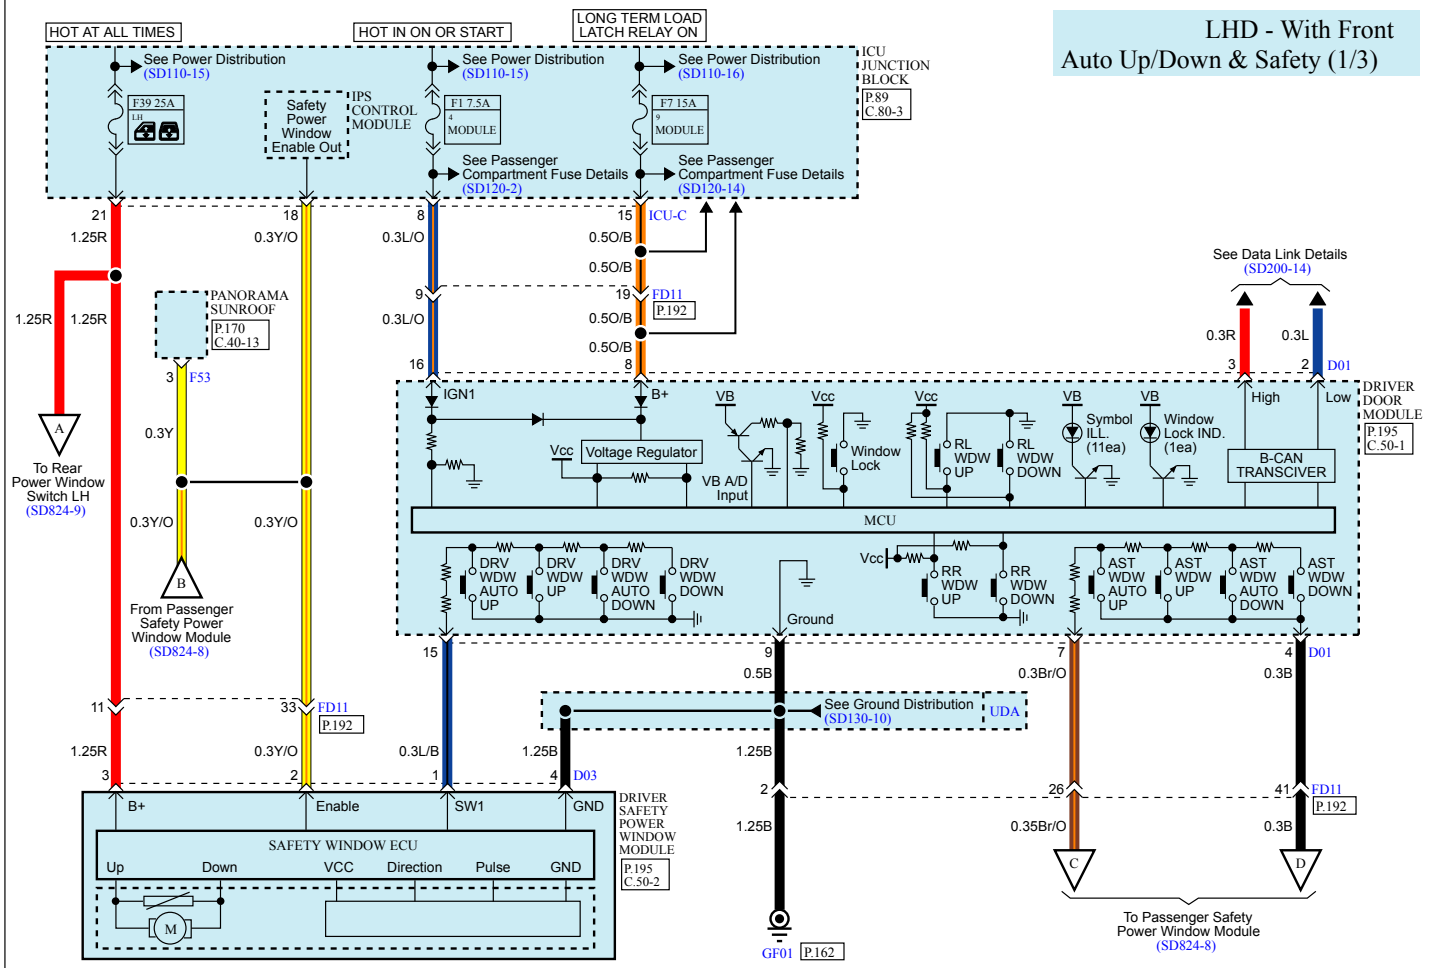 LHD - With Front
Auto Up/Down & Safety (1/3)
HOT AT ALL TIMES
HOT IN ON OR START
LONG TERM LOAD
LATCH RELAY ON
See Power Distribution
(SD110-15)
See Power Distribution
(SD110-15)
See Power Distribution
(SD110-16)
ICU
JUNCTION
BLOCK
P.89
C.80-3
F39 25A
LH
Safety
Power
Window
Enable Out
IPS
CONTROL
MODULE
F1 7.5A
4
MODULE
F7 15A
9
MODULE
See Passenger
Compartment Fuse Details
(SD120-2)
See Passenger
Compartment Fuse Details
(SD120-14)
21
18
8
15
ICU-C
1.25R
0.3Y/O
0.3L/O
0.5O/B
0.5O/B
See Data Link Details
(SD200-14)
9
19
FD11
P.192
PANORAMA
SUNROOF
P.170
C.40-13
1.25R
1.25R
0.3L/O
0.5O/B
0.5O/B
0.3R
0.3L
3
F53
16
8
3
2
D01
DRIVER
DOOR
MODULE
P.195
C.50-1
IGN1
B+
VB
Vcc
Vcc
VB
VB
High
Low
A
0.3Y
Vcc
Voltage Regulator
Window
Lock
RL
WDW
UP
RL
WDW
DOWN
Symbol
ILL.
(11ea)
Window
Lock IND.
(1ea)
B-CAN
TRANSCIVER
To Rear
Power Window
Switch LH
(SD824-9)
VB A/D
Input
0.3Y/O
0.3Y/O
MCU
Vcc
B
DRV
WDW
AUTO
UP
DRV
WDW
UP
DRV
WDW
AUTO
DOWN
DRV
WDW
DOWN
RR
WDW
UP
RR
WDW
DOWN
AST
WDW
AUTO
UP
AST
WDW
UP
AST
WDW
AUTO
DOWN
AST
WDW
DOWN
From Passenger
Safety Power
Window Module
(SD824-8)
Ground
15
9
7
4
D01
0.5B
0.3Br/O
0.3B
11
33
FD11
P.192
See Ground Distribution
(SD130-10)
UDA
1.25R
0.3Y/O
0.3L/B
1.25B
1.25B
3
2
1
4
D03
2
26
41
FD11
P.192
B+
Enable
SW1
GND
DRIVER
SAFETY
POWER
WINDOW
MODULE
P.195
C.50-2
1.25B
0.35Br/O
0.3B
SAFETY WINDOW ECU
Up
Down
VCC
Direction
Pulse
GND
C
D
M
To Passenger Safety
Power Window Module
(SD824-8)
GF01
P.162